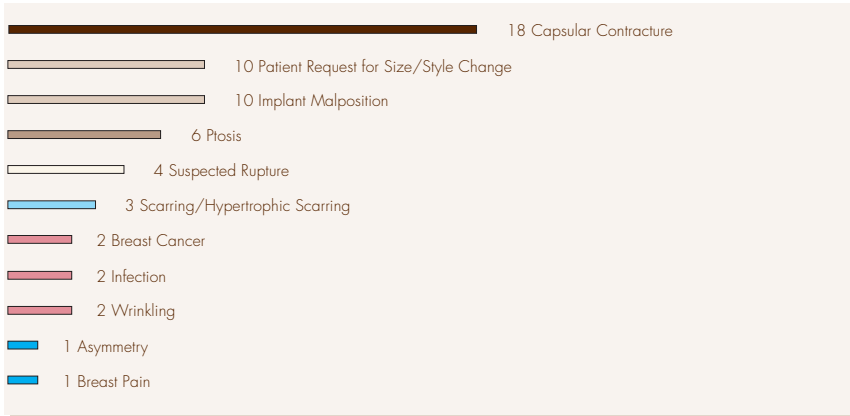 18 Capsular Contracture
10 Patient Request for Size/Style Change
10 Implant Malposition
6 Ptosis
4 Suspected Rupture
3 Scarring/Hypertrophic Scarring
2 Breast Cancer
2 Infection
2 Wrinkling
1 Asymmetry
1 Breast Pain